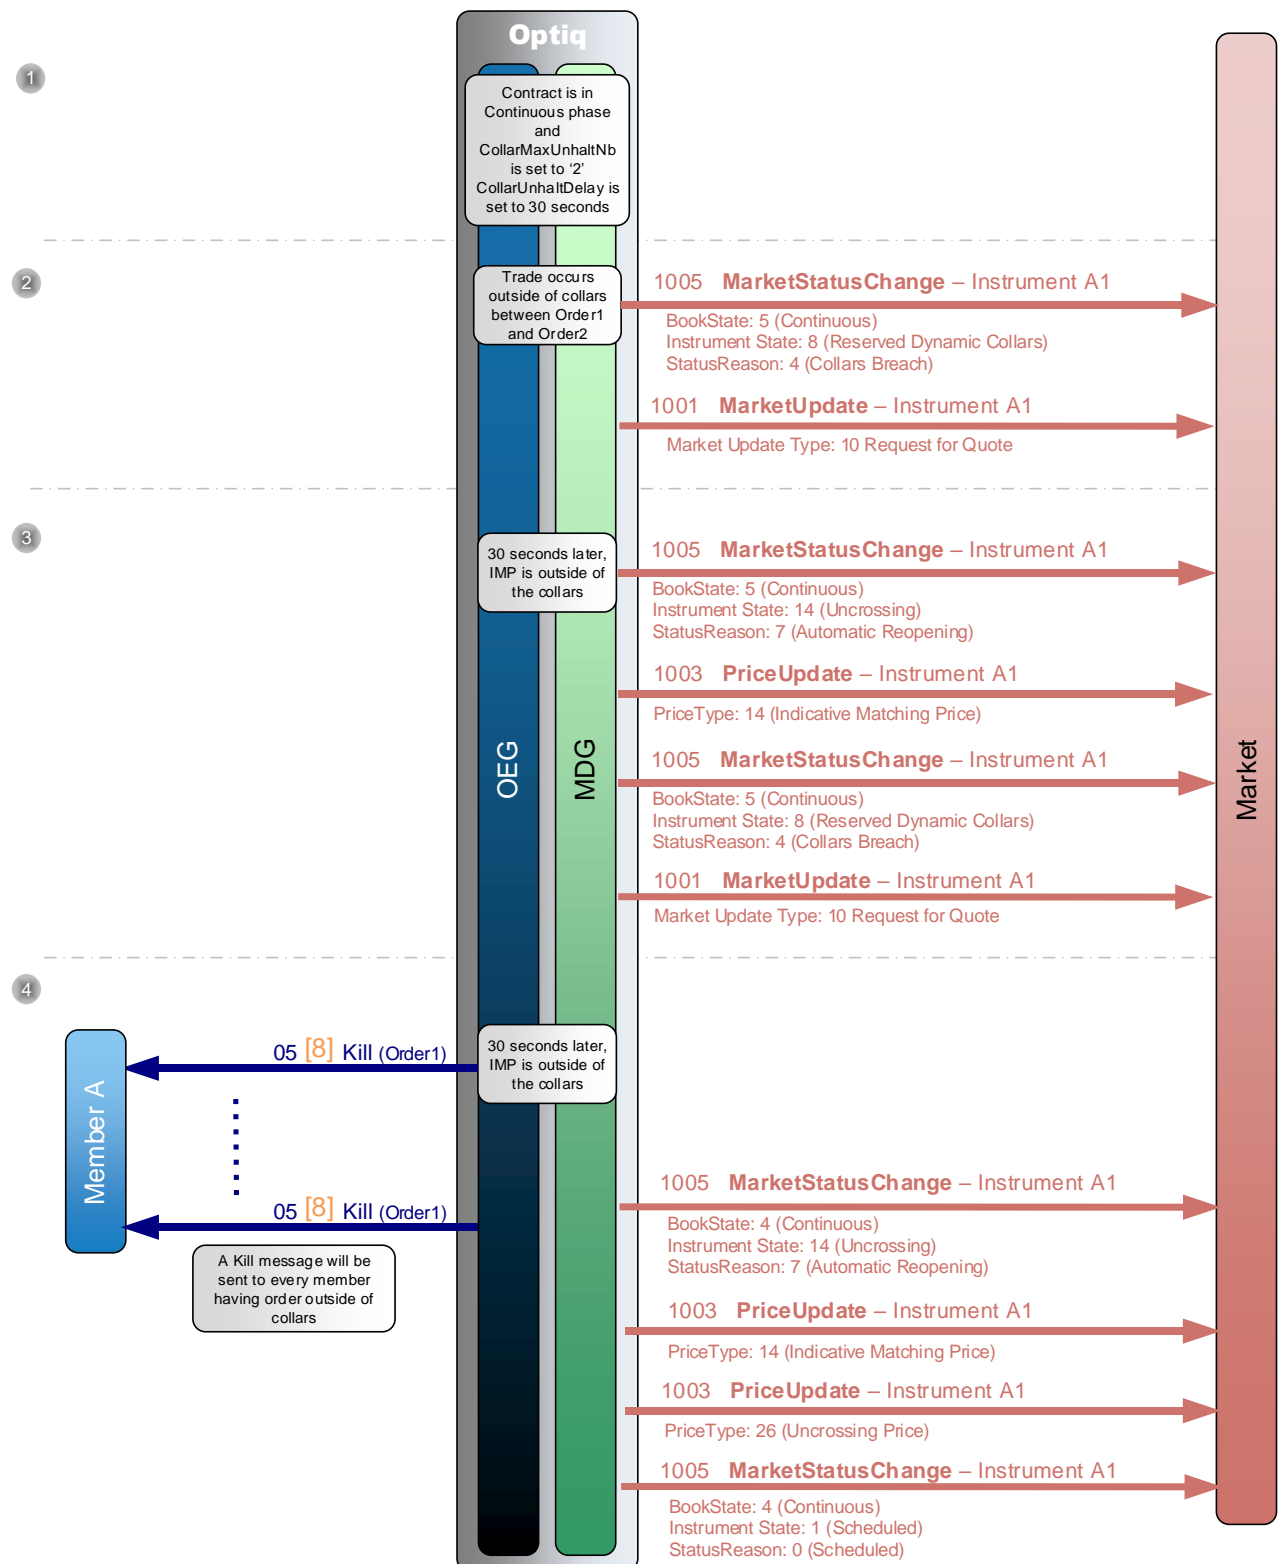 Optiq
1
Contract is in
Continuous phase
and
CollarMaxUnhaltNb
is set to ‘2’
CollarUnhaltDelay is
set to 30 seconds
2
Trade occurs
outside of collars
between Order1
and Order2
1005 MarketStatusChange – Instrument A1
BookState: 5 (Continuous)
Instrument State: 8 (Reserved Dynamic Collars)
StatusReason: 4 (Collars Breach)
1001 MarketUpdate – Instrument A1
Market Update Type: 10 Request for Quote
3
30 seconds later,
IMP is outside of
the collars
1005 MarketStatusChange – Instrument A1
BookState: 5 (Continuous)
Instrument State: 14 (Uncrossing)
StatusReason: 7 (Automatic Reopening)
1003 PriceUpdate – Instrument A1
PriceType: 14 (Indicative Matching Price)
OEG
MDG
Market
1005 MarketStatusChange – Instrument A1
BookState: 5 (Continuous)
Instrument State: 8 (Reserved Dynamic Collars)
StatusReason: 4 (Collars Breach)
1001 MarketUpdate – Instrument A1
Market Update Type: 10 Request for Quote
4
30 seconds later,
IMP is outside of
the collars
05 [8] Kill (Order1)
Member A
05 [8] Kill (Order1)
A Kill message will be
sent to every member
having order outside of
collars
1005 MarketStatusChange – Instrument A1
BookState: 4 (Continuous)
Instrument State: 14 (Uncrossing)
StatusReason: 7 (Automatic Reopening)
1003 PriceUpdate – Instrument A1
PriceType: 14 (Indicative Matching Price)
1003 PriceUpdate – Instrument A1
PriceType: 26 (Uncrossing Price)
1005 MarketStatusChange – Instrument A1
BookState: 4 (Continuous)
Instrument State: 1 (Scheduled)
StatusReason: 0 (Scheduled)